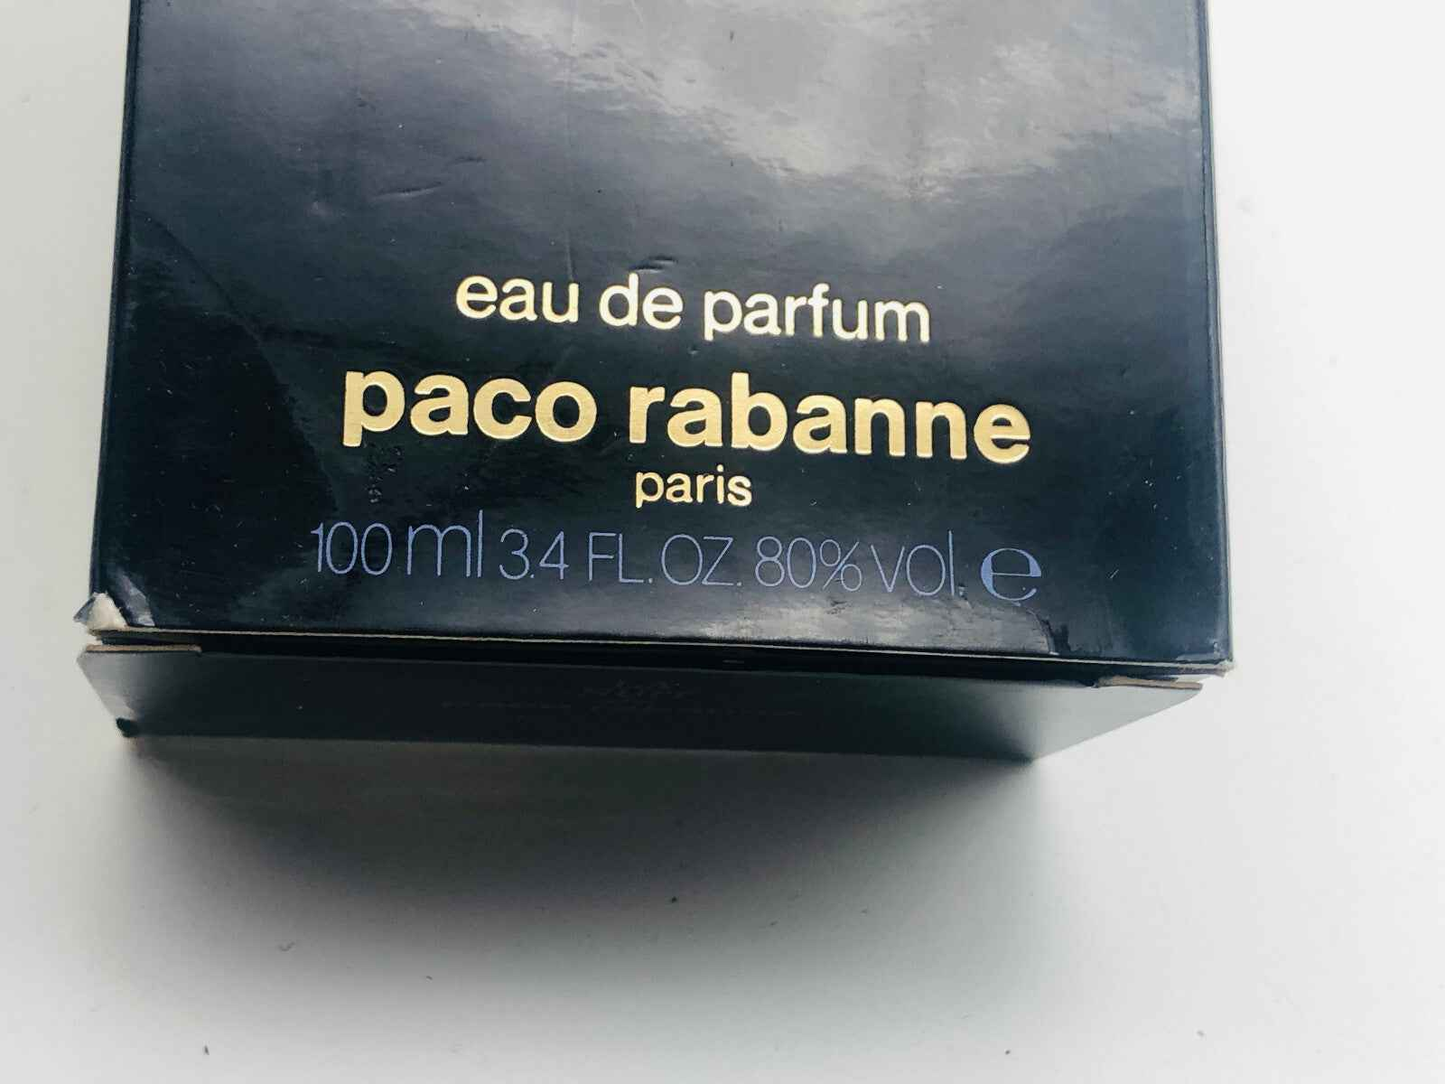 eau de parfum
paco rabanne
paris
100 ml 3.4 FL. OZ. 80% vol. ℮